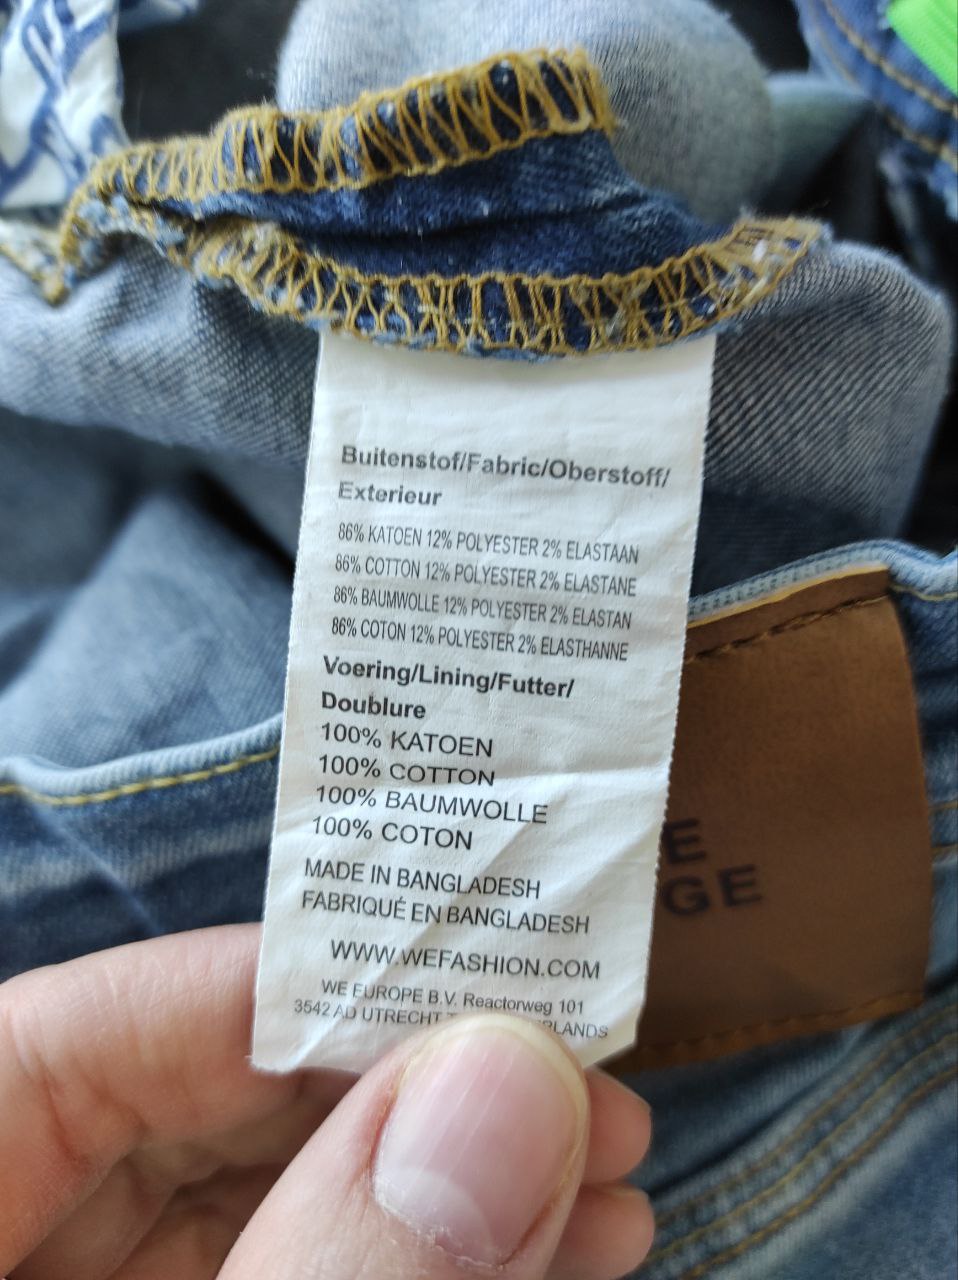 Buitenstof/Fabric/Oberstoff/
Exterieur
86% KATOEN 12% POLYESTER 2% ELASTAAN
86% COTTON 12% POLYESTER 2% ELASTANE
86% BAUMWOLLE 12% POLYESTER 2% ELASTAN
86% COTON 12% POLYESTER 2% ELASTHANNE
Voering/Lining/Futter/
Doublure
100% KATOEN
100% COTTON
100% BAUMWOLLE
100% COTON
MADE IN BANGLADESH
FABRIQUÉ EN BANGLADESH
WWW.WEFASHION.COM
WE EUROPE B.V. Reactorweg 101
3542 AD UTRECHT